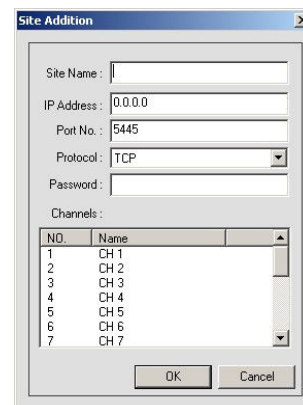 Site Addition
Site Name :
IP Address : 0.0.0.0
Port No. : 5445
Protocol : TCP
Password :
Channels :
NO. Name
1 CH 1
2 CH 2
3 CH 3
4 CH 4
5 CH 5
6 CH 6
7 CH 7
OK Cancel